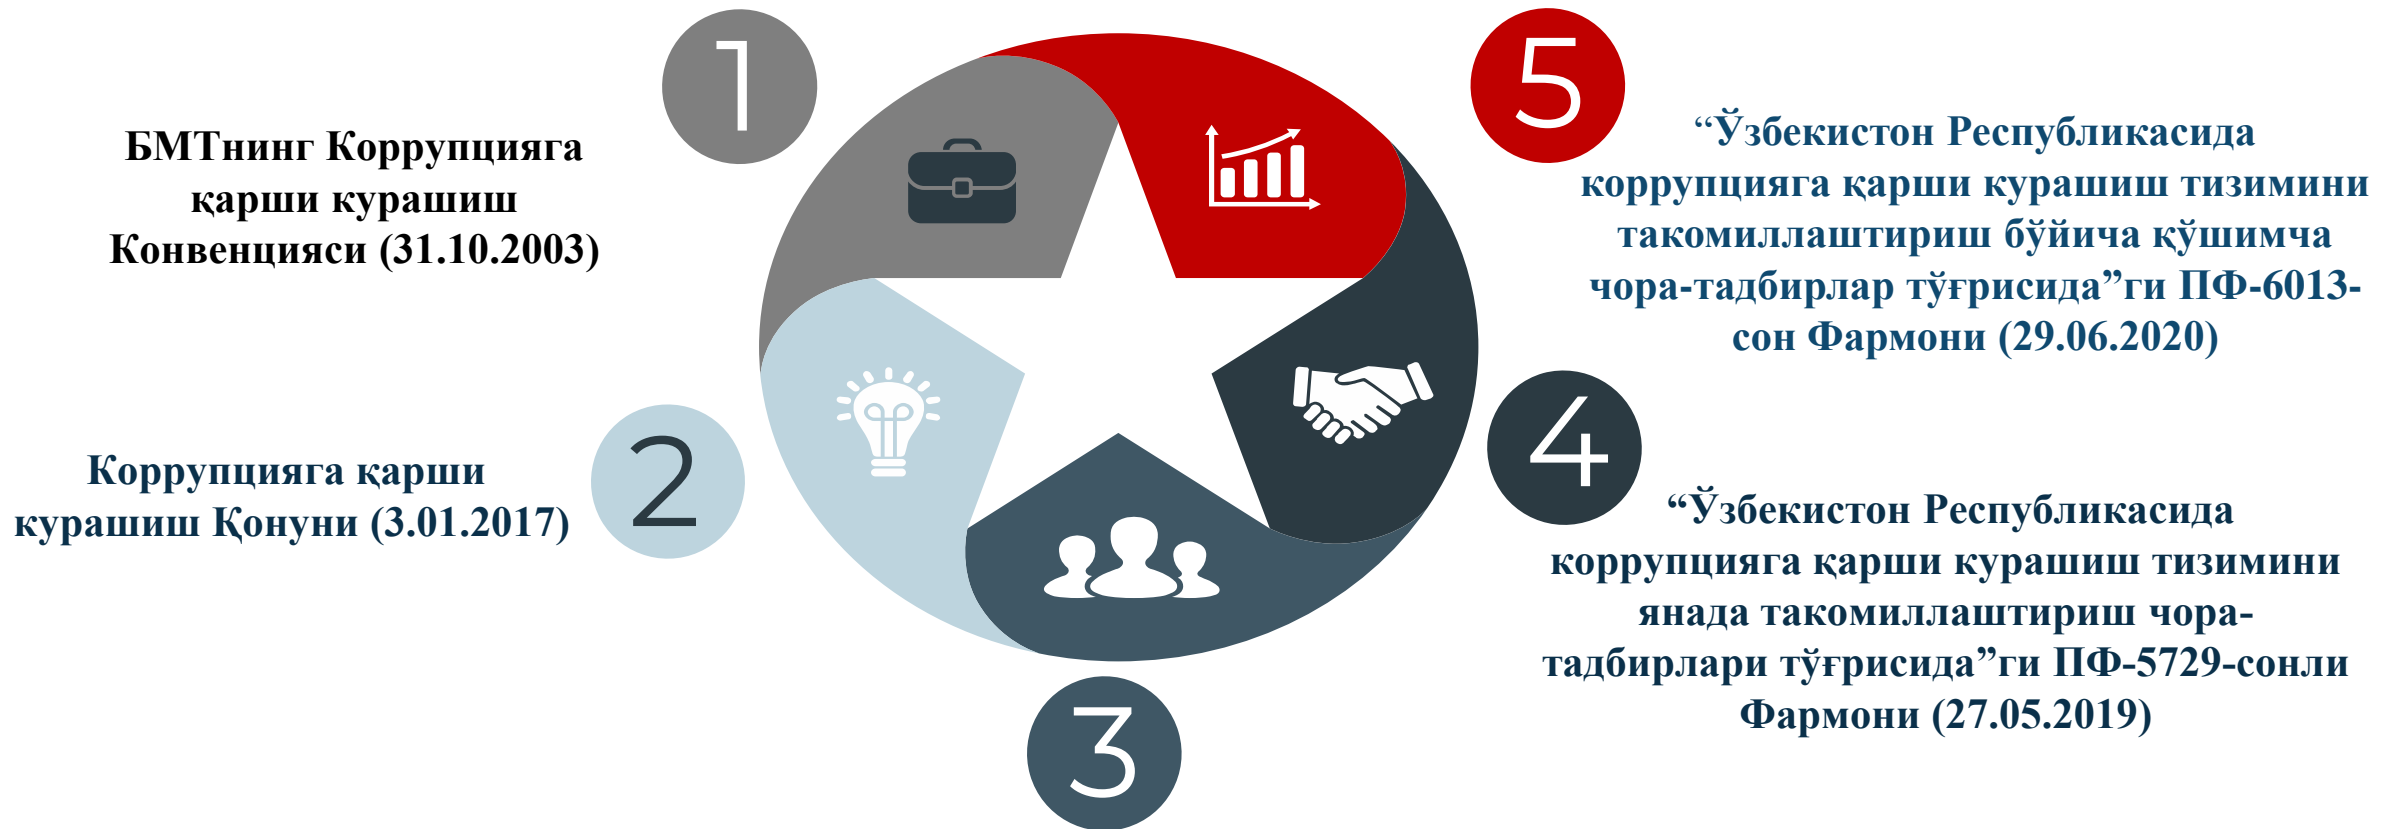 1
БМТнинг Коррупцияга
қарши курашиш
Конвенцияси (31.10.2003)
2
Коррупцияга қарши
курашиш Қонуни (3.01.2017)
3
4
“Ўзбекистон Республикасида
коррупцияга қарши курашиш тизимини
янада такомиллаштириш чора-
тадбирлари тўғрисида”ги ПФ-5729-сонли
Фармони (27.05.2019)
5
“Ўзбекистон Республикасида
коррупцияга қарши курашиш тизимини
такомиллаштириш бўйича қўшимча
чора-тадбирлар тўғрисида”ги ПФ-6013-
сон Фармони (29.06.2020)